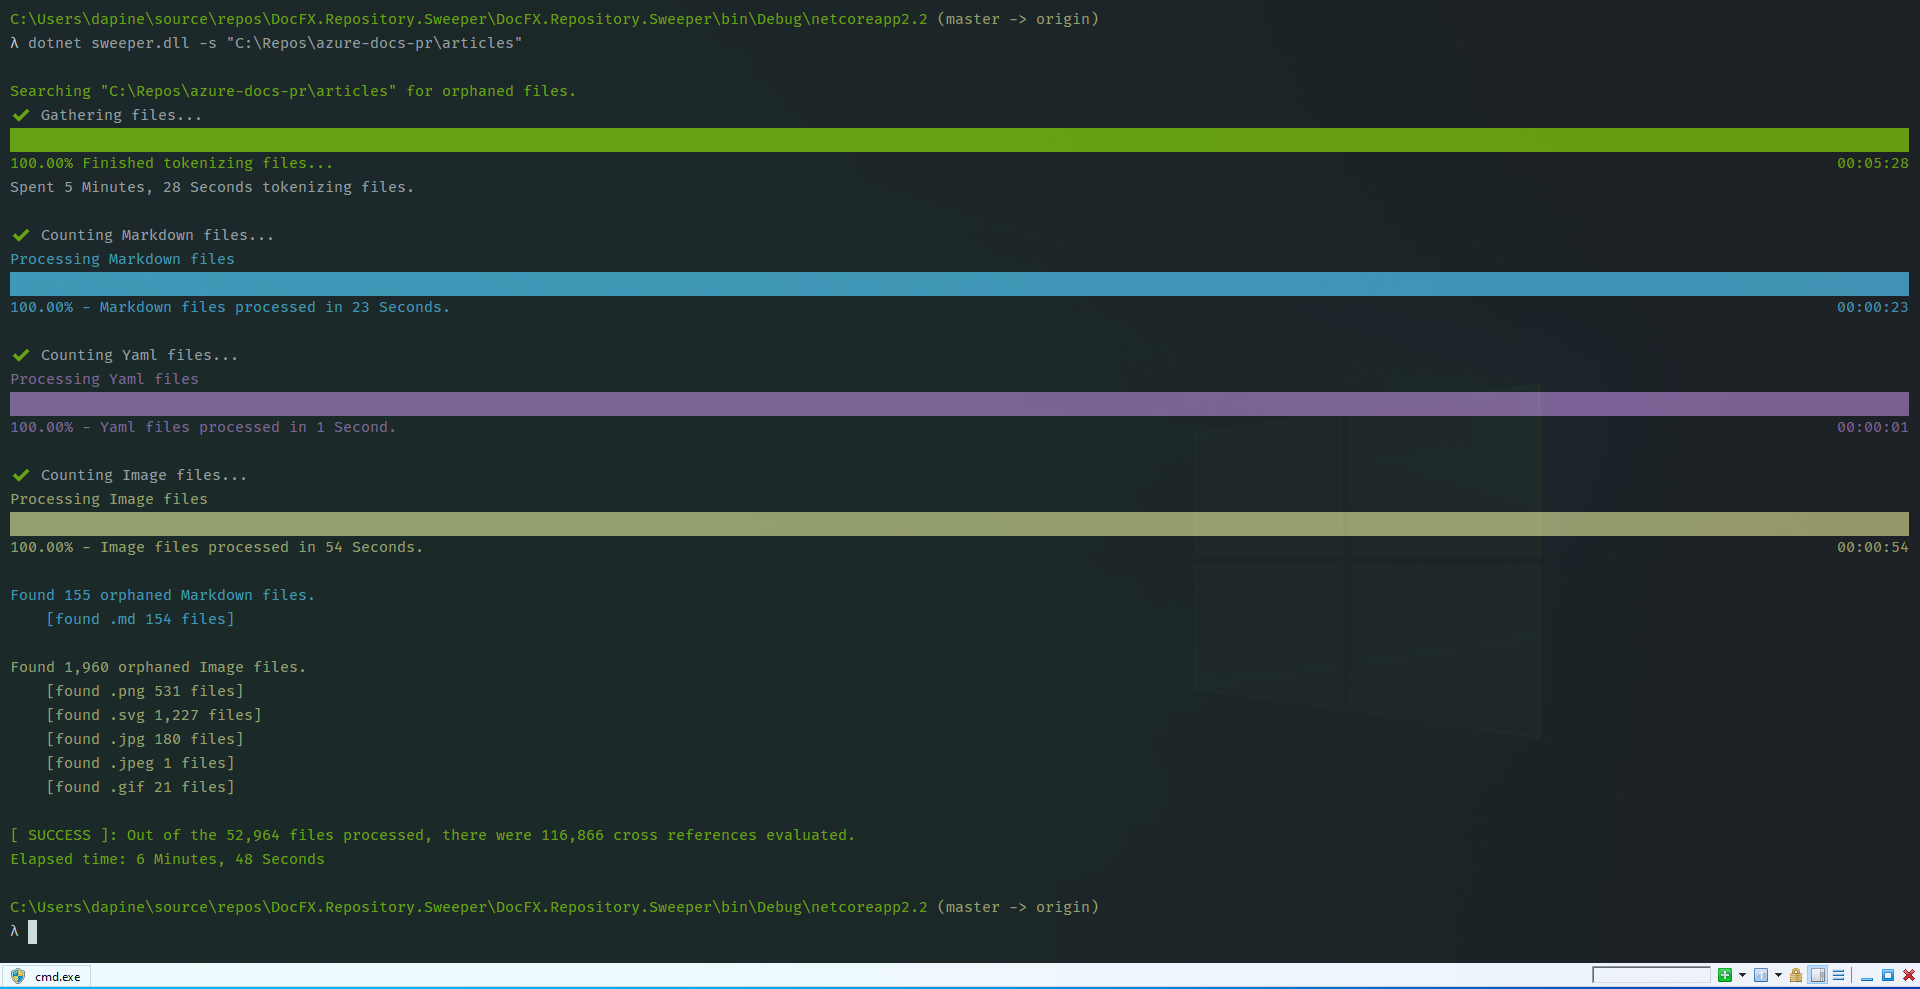 C:\Users\dapine\source\repos\DocFX.Repository.Sweeper\DocFX.Repository.Sweeper\bin\Debug\netcoreapp2.2 (master -> origin)
λ dotnet sweeper.dll -s "C:\Repos\azure-docs-pr\articles"
Searching "C:\Repos\azure-docs-pr\articles" for orphaned files.
✔ Gathering files...
100.00% Finished tokenizing files... 00:05:28
Spent 5 Minutes, 28 Seconds tokenizing files.
✔ Counting Markdown files...
Processing Markdown files
100.00% - Markdown files processed in 23 Seconds. 00:00:23
✔ Counting Yaml files...
Processing Yaml files
100.00% - Yaml files processed in 1 Second. 00:00:01
✔ Counting Image files...
Processing Image files
100.00% - Image files processed in 54 Seconds. 00:00:54
Found 155 orphaned Markdown files.
[found .md 154 files]
Found 1,960 orphaned Image files.
[found .png 531 files]
[found .svg 1,227 files]
[found .jpg 180 files]
[found .jpeg 1 files]
[found .gif 21 files]
[ SUCCESS ]: Out of the 52,964 files processed, there were 116,866 cross references evaluated.
Elapsed time: 6 Minutes, 48 Seconds
C:\Users\dapine\source\repos\DocFX.Repository.Sweeper\DocFX.Repository.Sweeper\bin\Debug\netcoreapp2.2 (master -> origin)
λ
cmd.exe